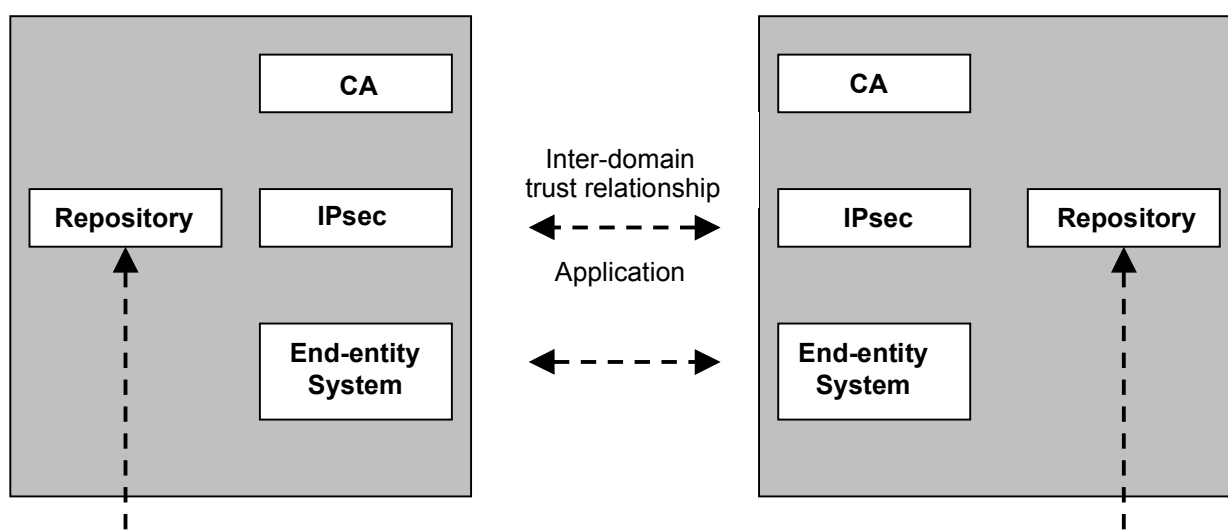 CA
CA
Inter-domain
trust relationship
Repository
IPsec
IPsec
Repository
Application
End-entity
System
End-entity
System